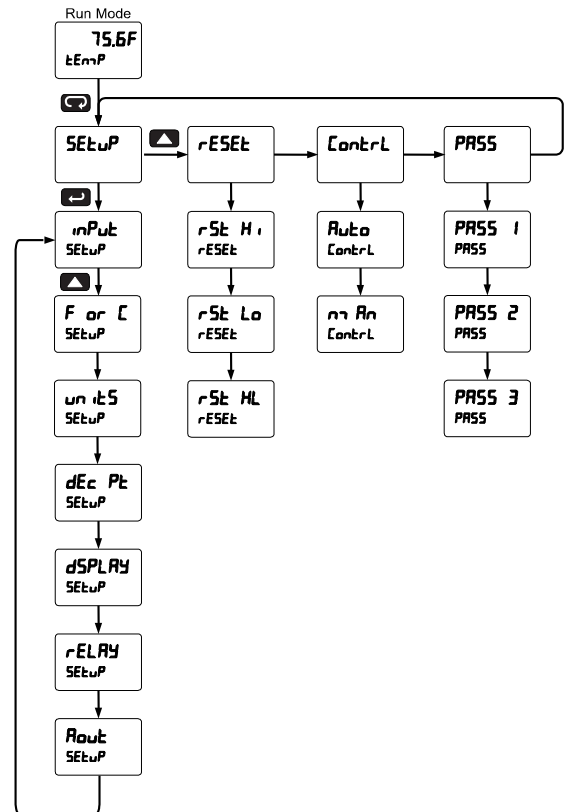 Run Mode
75.6F
tEmP
SEtuP
rESEt
ContrL
PASS
inPut
SEtuP
rSt Hi
rESEt
Auto
ContrL
PASS 1
PASS
F or C
SEtuP
rSt Lo
rESEt
mAn
ContrL
PASS 2
PASS
unitS
SEtuP
rSt HL
rESEt
PASS 3
PASS
dEc Pt
SEtuP
dSPLAY
SEtuP
rELAY
SEtuP
Aout
SEtuP